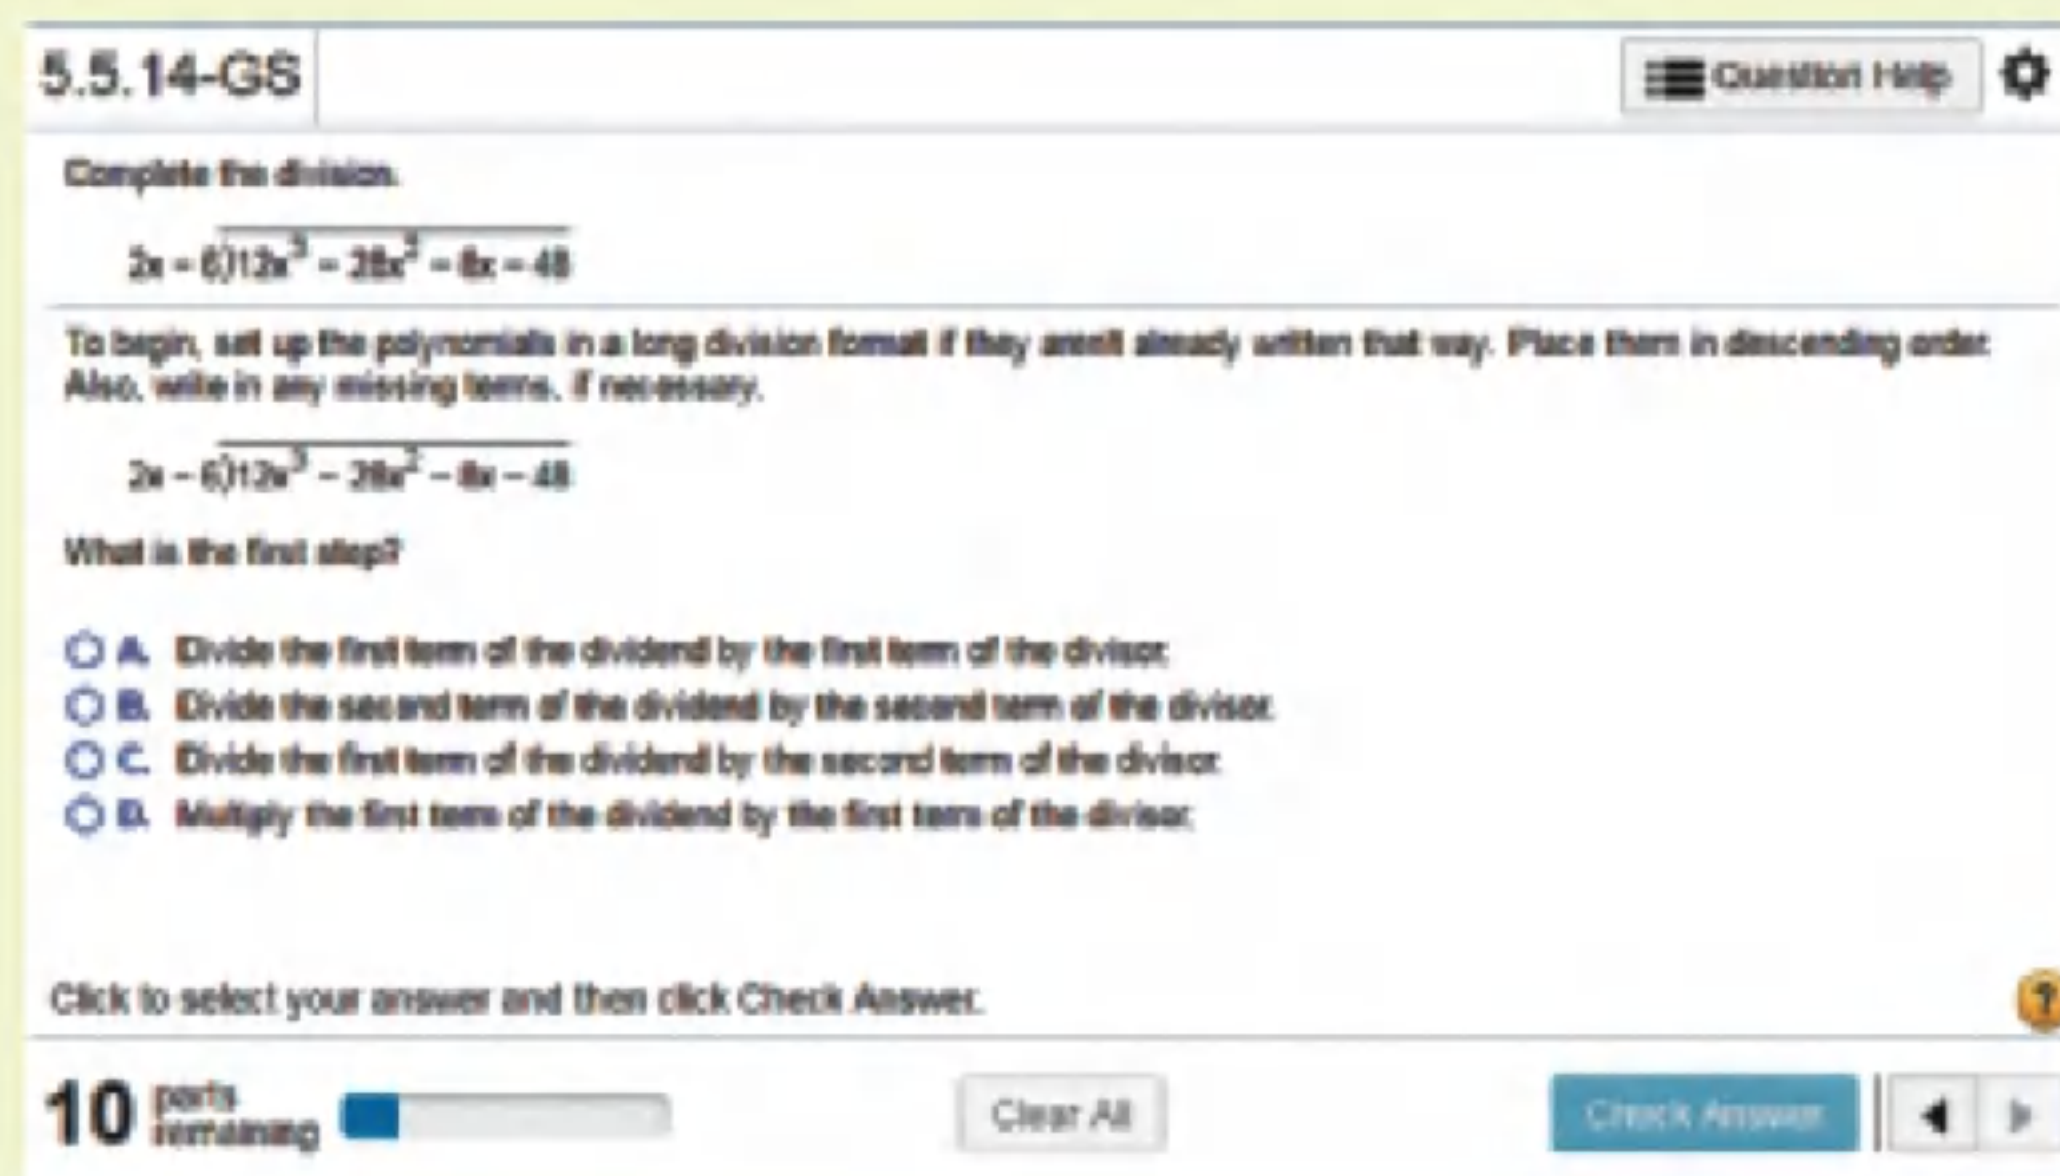 5.5.14-GS
Question Help
Complete the division.
2x - 6)12x³ - 28x² - 8x - 48
To begin, set up the polynomials in a long division format if they aren't already written that way. Place them in descending order.
Also, write in any missing terms, if necessary.
2x - 6)12x³ - 28x² - 8x - 48
What is the first step?
A. Divide the first term of the dividend by the first term of the divisor.
B. Divide the second term of the dividend by the second term of the divisor.
C. Divide the first term of the dividend by the second term of the divisor.
D. Multiply the first term of the dividend by the first term of the divisor.
Click to select your answer and then click Check Answer.
?
10 parts
remaining
Clear All
Check Answer